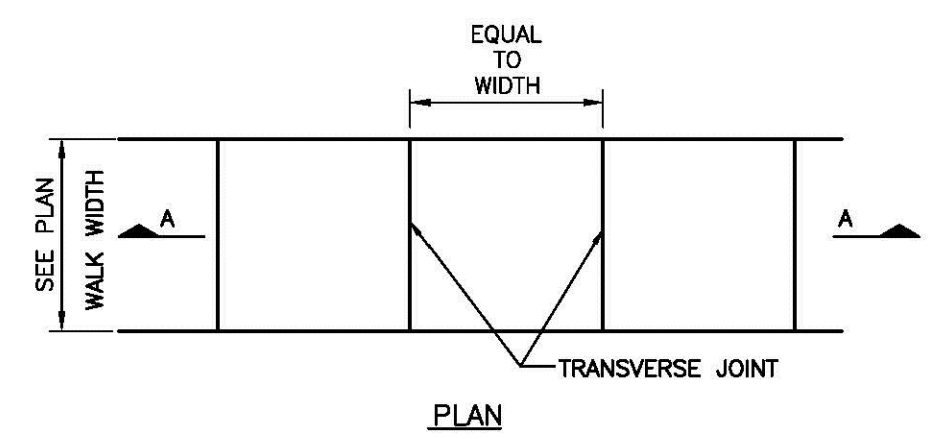 EQUAL
TO
WIDTH
SEE PLAN
WALK WIDTH
A
A
TRANSVERSE JOINT
PLAN